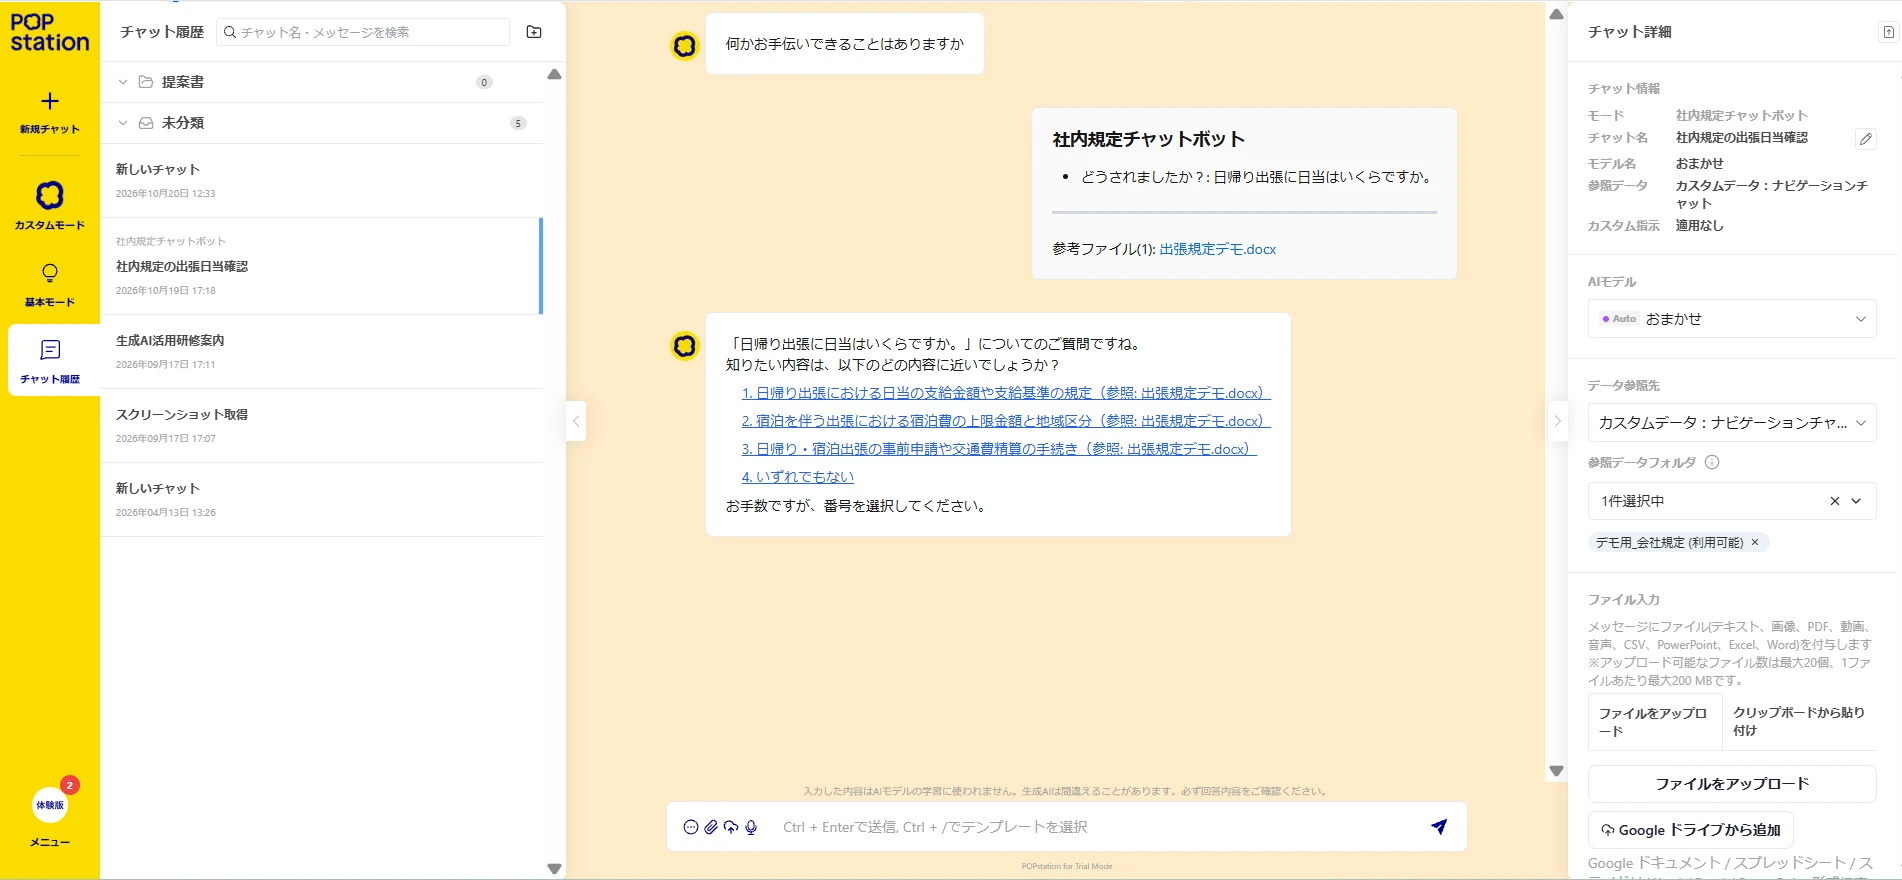 POP
station
新規チャット
カスタムモード
基本モード
チャット履歴
2
体験版
メニュー
チャット履歴
チャット名・メッセージを検索
提案書
0
未分類
5
新しいチャット
2026年10月20日 12:33
社内規定チャットボット
社内規定の出張日当確認
2026年10月19日 17:18
生成AI活用研修案内
2026年09月17日 17:11
スクリーンショット取得
2026年09月17日 17:07
新しいチャット
2026年04月13日 13:26
何かお手伝いできることはありますか
社内規定チャットボット
• どうされましたか？: 日帰り出張に日当はいくらですか。
参考ファイル(1): 出張規定デモ.docx
「日帰り出張に日当はいくらですか。」についてのご質問ですね。
知りたい内容は、以下のどの内容に近いでしょうか？
1. 日帰り出張における日当の支給金額や支給基準の規定（参照: 出張規定デモ.docx）
2. 宿泊を伴う出張における宿泊費の上限金額と地域区分（参照: 出張規定デモ.docx）
3. 日帰り・宿泊出張の事前申請や交通費精算の手続き（参照: 出張規定デモ.docx）
4. いずれでもない
お手数ですが、番号を選択してください。
入力した内容はAIモデルの学習に使われません。生成AIは間違えることがあります。必ず回答内容をご確認ください。
Ctrl + Enterで送信, Ctrl + /でテンプレートを選択
POPstation for Trial Mode
チャット詳細
チャット情報
モード 社内規定チャットボット
チャット名 社内規定の出張日当確認
モデル名 おまかせ
参照データ カスタムデータ：ナビゲーションチ
ャット
カスタム指示 適用なし
AIモデル
Auto おまかせ
データ参照先
カスタムデータ：ナビゲーションチャ...
参照データフォルダ
1件選択中
デモ用_会社規定 (利用可能) ×
ファイル入力
メッセージにファイル(テキスト、画像、PDF、動画、
音声、CSV、PowerPoint、Excel、Word)を付与します
※アップロード可能なファイル数は最大20個、1ファ
イルあたり最大200 MBです。
ファイルをアップロ
ード
クリップボードから貼り
付け
ファイルをアップロード
Google ドライブから追加
Google ドキュメント / スプレッドシート / ス